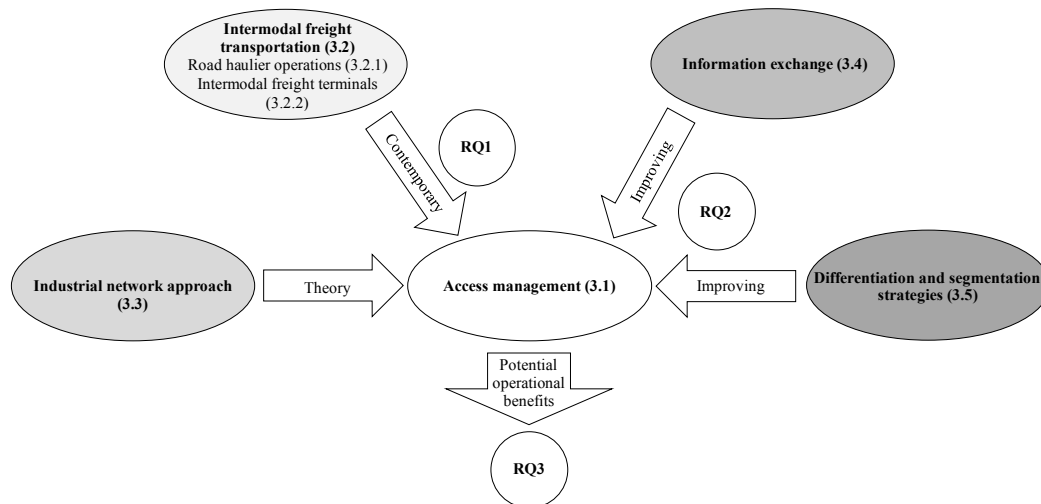 Intermodal freight
transportation (3.2)
Road haulier operations (3.2.1)
Intermodal freight terminals
(3.2.2)
Information exchange (3.4)
RQ1
Contemporary
Improving
RQ2
Industrial network approach
(3.3)
Theory
Access management (3.1)
Improving
Differentiation and segmentation
strategies (3.5)
Potential
operational
benefits
RQ3